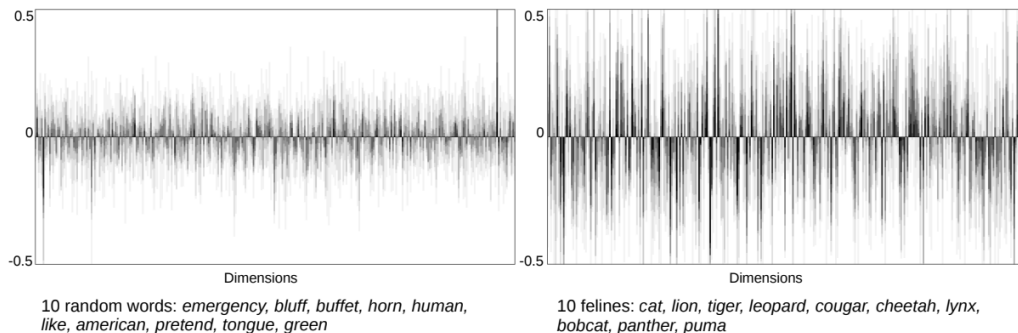 0.5
0
-0.5
Dimensions
10 random words: emergency, bluff, buffet, horn, human,
like, american, pretend, tongue, green
0.5
0
-0.5
Dimensions
10 felines: cat, lion, tiger, leopard, cougar, cheetah, lynx,
bobcat, panther, puma